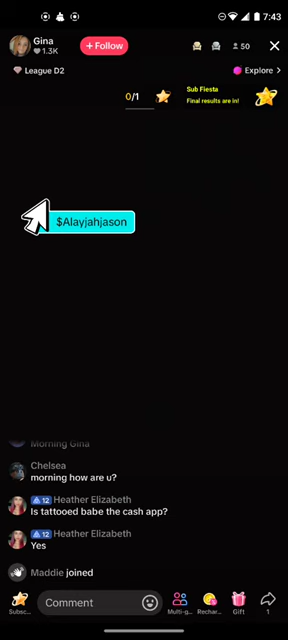 7:43
Gina
1.3K
+ Follow
50
League D2
Explore >
0/1
Sub Fiesta
Final results are in!
$Alayjahjason
Morning Gina
Chelsea
morning how are u?
12 Heather Elizabeth
Is tattooed babe the cash app?
12 Heather Elizabeth
Yes
Maddie joined
Comment
Subsc...
Multi-g...
Rechar...
Gift
1